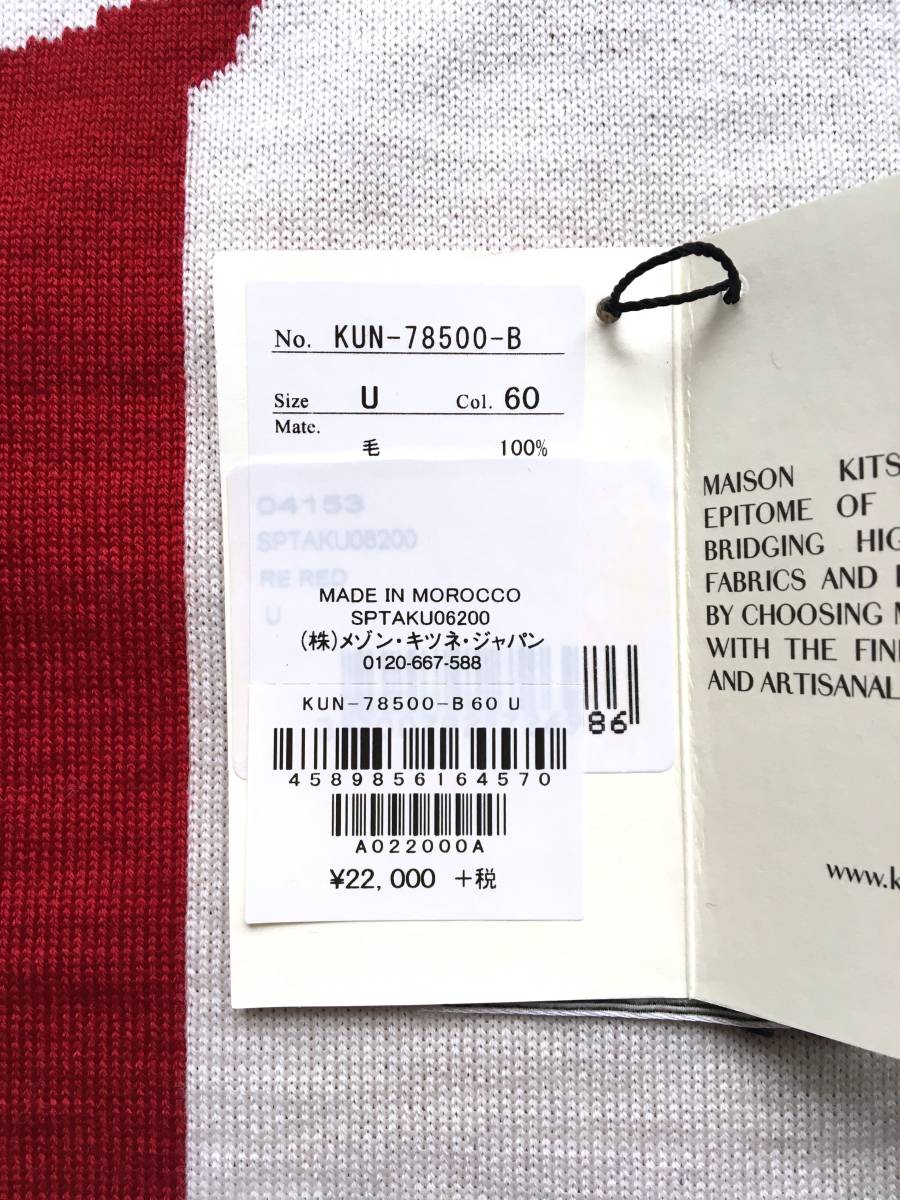 No. KUN-78500-B
Size U Col. 60
Mate.
毛 100%
04153
SPTAKU06200
RE RED
U
MADE IN MOROCCO
SPTAKU06200
(株)メゾン・キツネ・ジャパン
0120-667-588
86
KUN-78500-B 60 U
4589856164570
A022000A
¥22,000 +税
MAISON KITS
EPITOME OF
BRIDGING HIG
FABRICS AND
BY CHOOSING M
WITH THE FINE
AND ARTISANAL
www.k